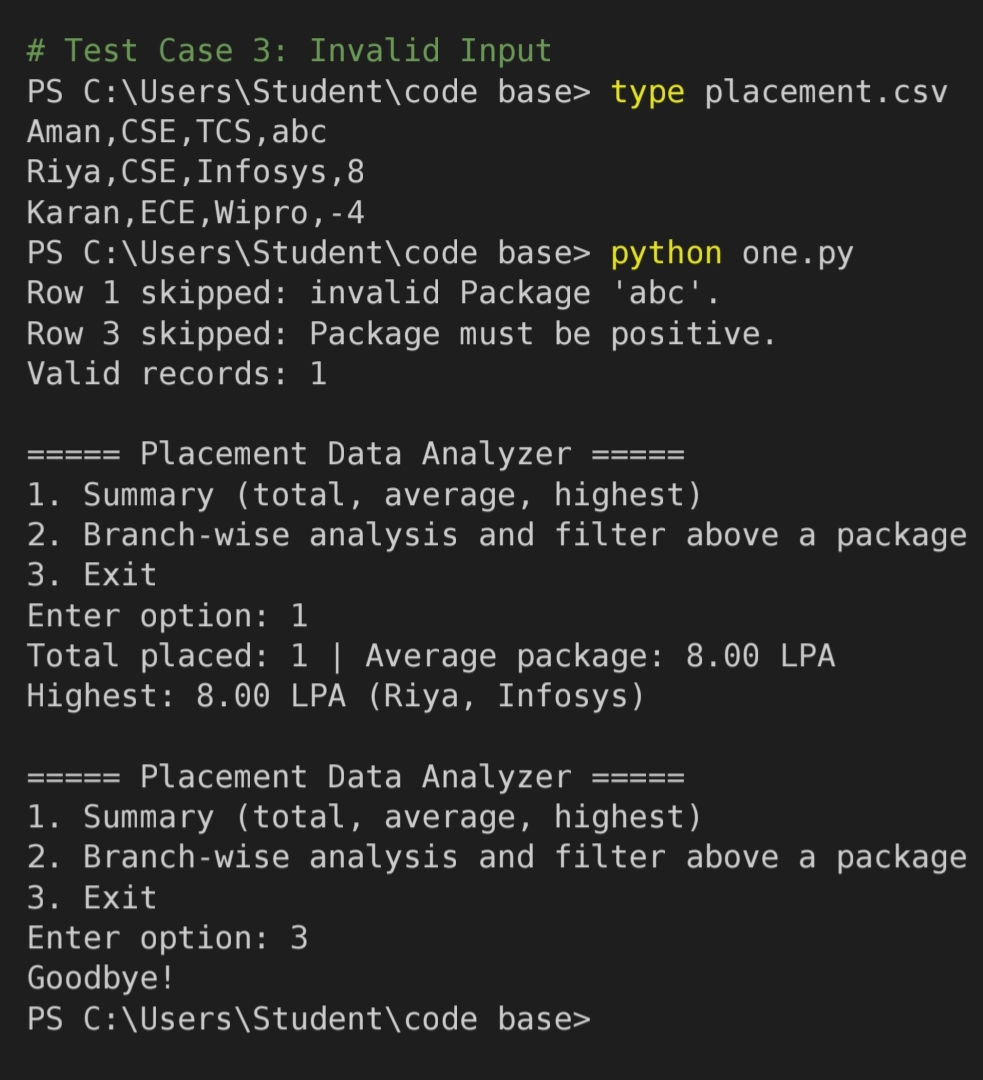 # Test Case 3: Invalid Input
PS C:\Users\Student\code base> type placement.csv
Aman,CSE,TCS,abc
Riya,CSE,Infosys,8
Karan,ECE,Wipro,-4
PS C:\Users\Student\code base> python one.py
Row 1 skipped: invalid Package 'abc'.
Row 3 skipped: Package must be positive.
Valid records: 1
===== Placement Data Analyzer =====
1. Summary (total, average, highest)
2. Branch-wise analysis and filter above a package
3. Exit
Enter option: 1
Total placed: 1 | Average package: 8.00 LPA
Highest: 8.00 LPA (Riya, Infosys)
===== Placement Data Analyzer =====
1. Summary (total, average, highest)
2. Branch-wise analysis and filter above a package
3. Exit
Enter option: 3
Goodbye!
PS C:\Users\Student\code base>